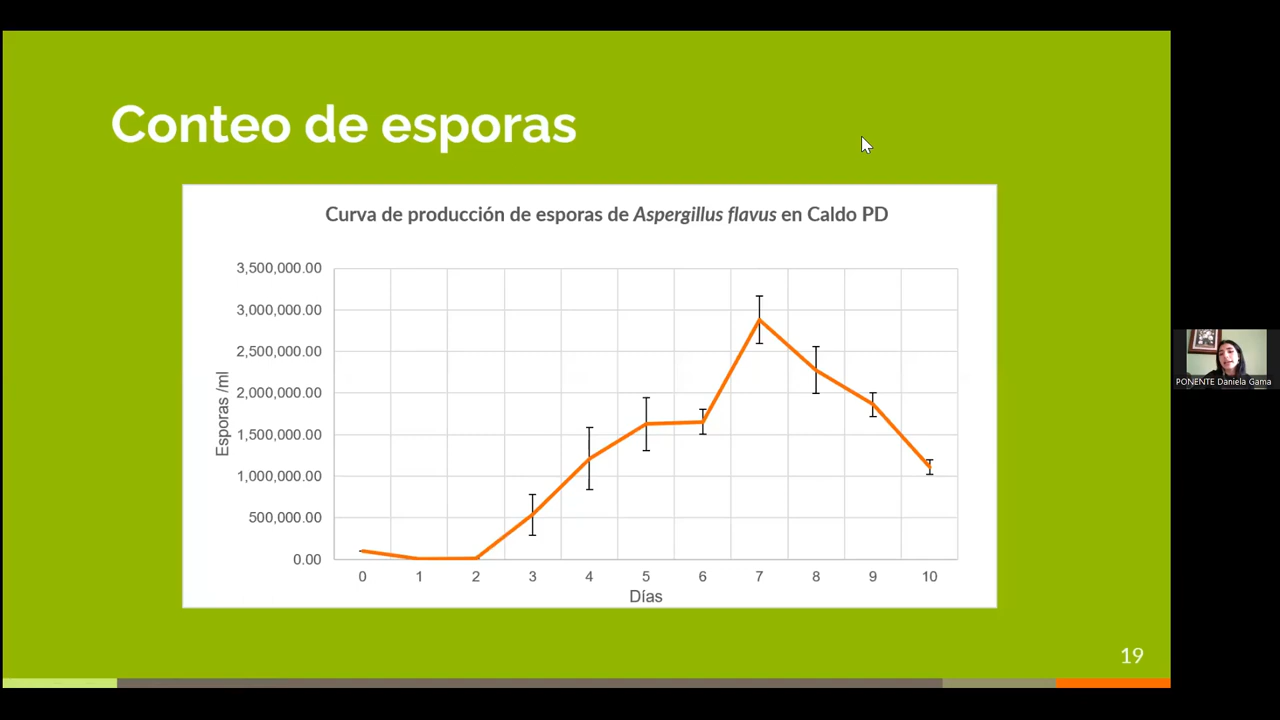 Conteo de esporas
Curva de producción de esporas de Aspergillus flavus en Caldo PD
3,500,000.00
3,000,000.00
2,500,000.00
2,000,000.00
1,500,000.00
1,000,000.00
500,000.00
0.00
Esporas /ml
0 1 2 3 4 5 6 7 8 9 10
Días
PONENTE Daniela Gama
19